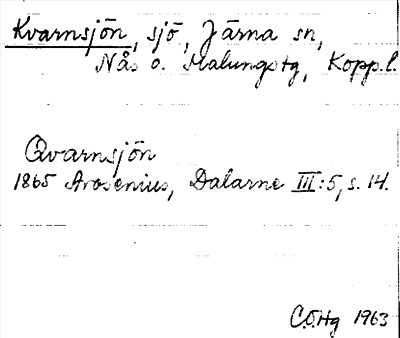 Kvarnsjön, sjö, Järna sn,
Nås o. Malungs tg, Kopp.l.
Qvarnsjön
1865 Arosenius, Dalarne III:5, s. 14.
C.O.Hg 1963